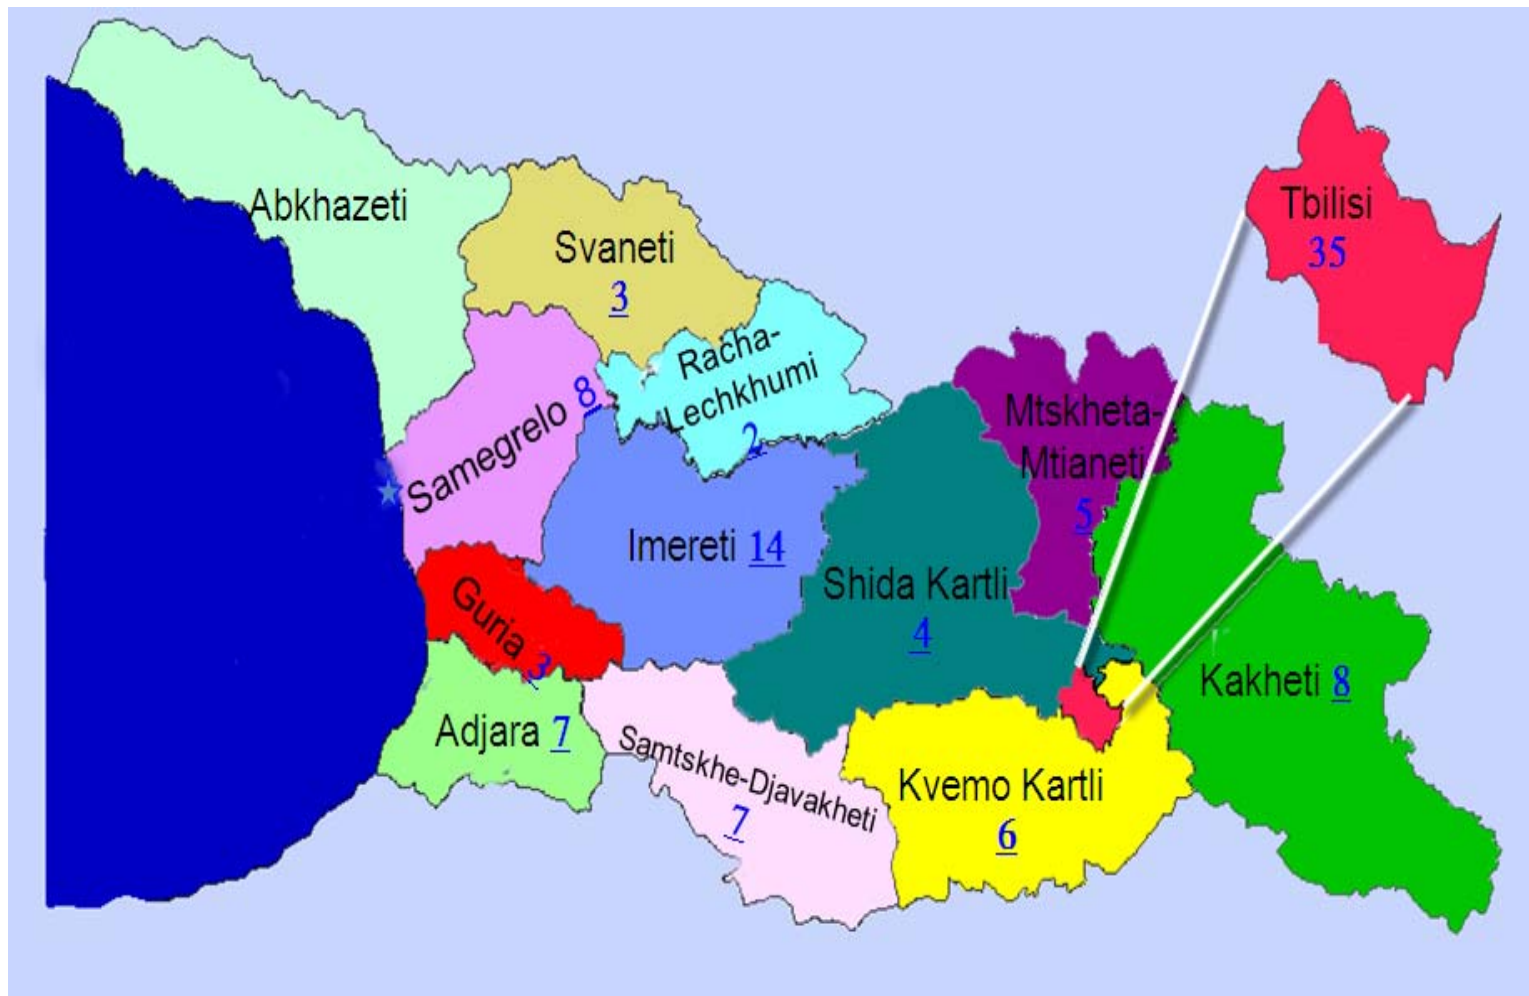 Abkhazeti
Svaneti
3
Tbilisi
35
Racha-
Lechkhumi
2
Samegrelo 8
Mtskheta-
Mtianeti
5
Imereti 14
Shida Kartli
4
Guria 3
Kakheti 8
Adjara 7
Samtskhe-Djavakheti
7
Kvemo Kartli
6